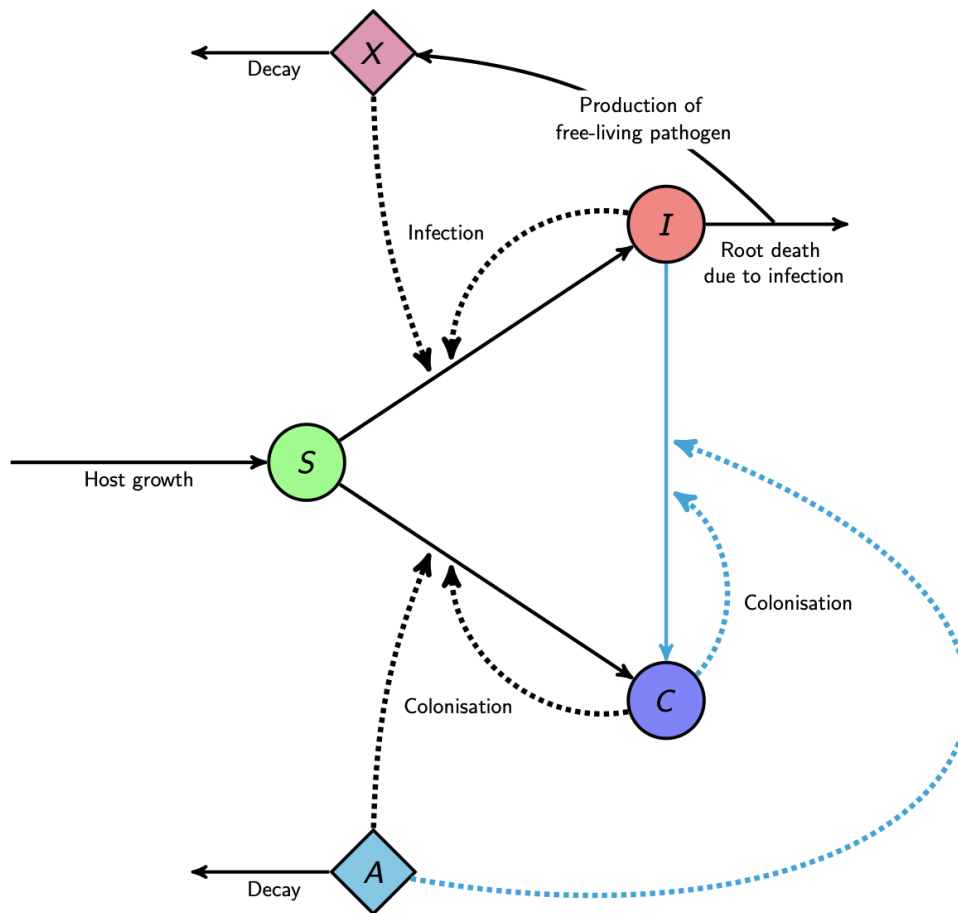 X
Decay
Production of
free-living pathogen
I
Infection
Root death
due to infection
S
Host growth
Colonisation
C
Colonisation
A
Decay